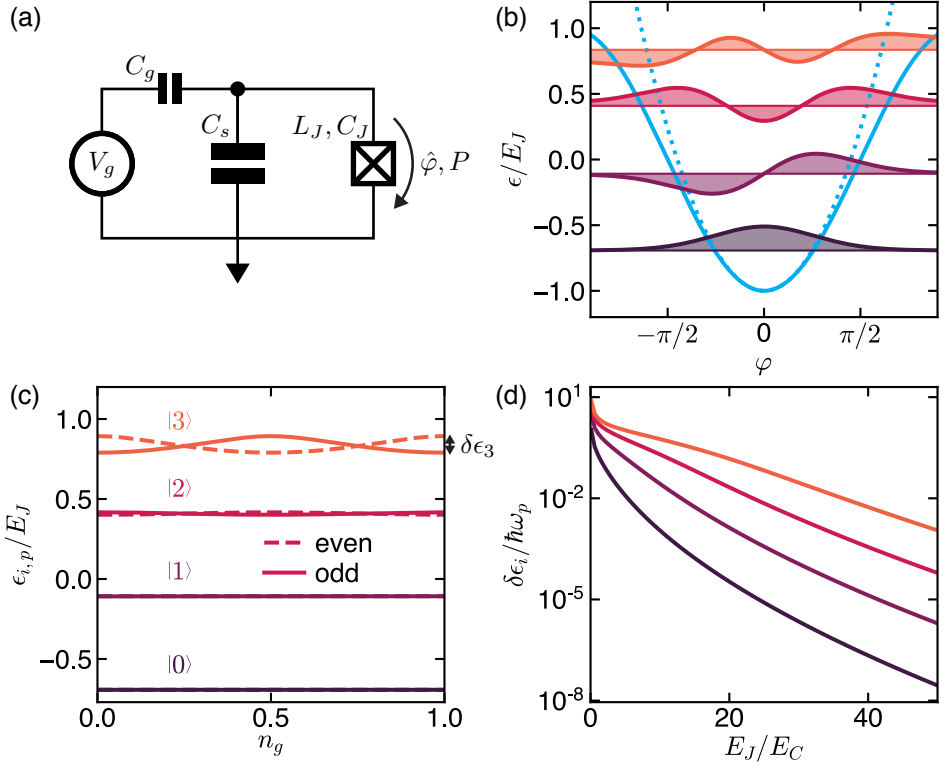 (a)
C_g
C_s
L_J, C_J
V_g
φ̂, P
(b)
1.0
0.5
0.0
−0.5
−1.0
ϵ/E_J
−π/2
0
π/2
φ
(c)
1.0
0.5
0.0
−0.5
ϵ_{i,p}/E_J
|3⟩
δϵ_3
|2⟩
even
odd
|1⟩
|0⟩
0.0
0.5
1.0
n_g
(d)
10^1
10^{-2}
10^{-5}
10^{-8}
δϵ_i/ℏω_p
0
20
40
E_J/E_C